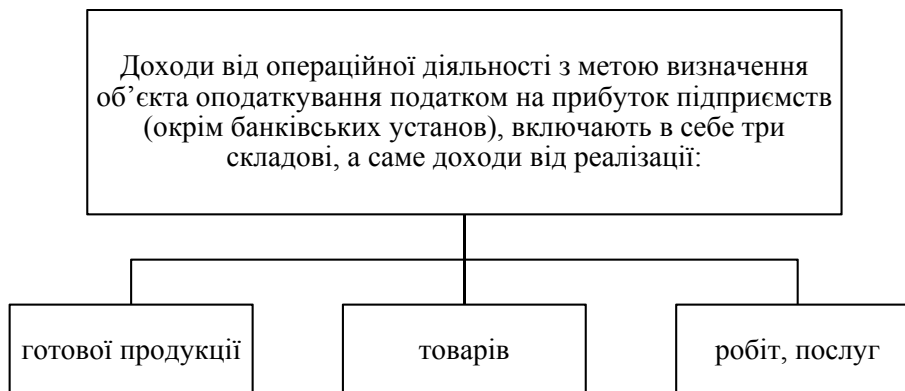 Доходи від операційної діяльності з метою визначення
об’єкта оподаткування податком на прибуток підприємств
(окрім банківських установ), включають в себе три
складові, а саме доходи від реалізації:
готової продукції
товарів
робіт, послуг